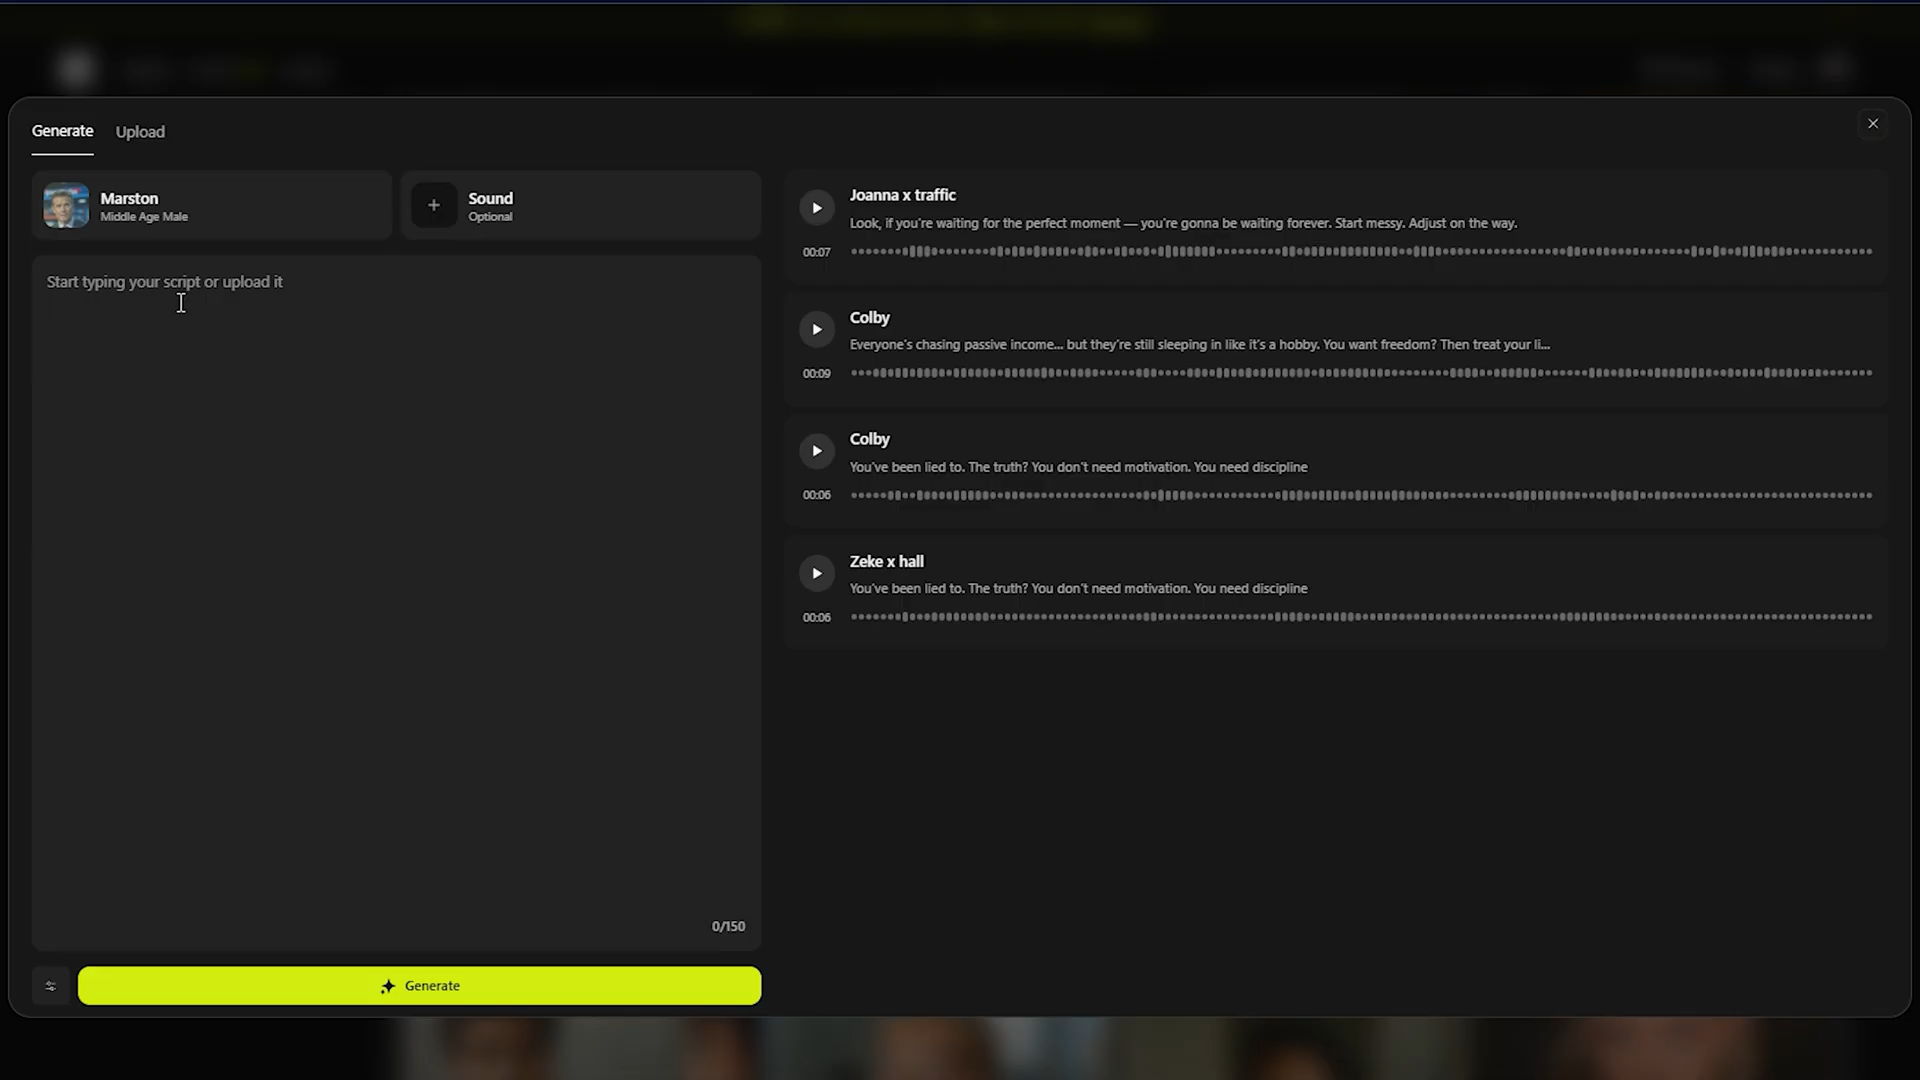 Generate
Upload
Marston
Middle Age Male
Sound
Optional
Start typing your script or upload it
0/150
Generate
Joanna x traffic
Look, if you're waiting for the perfect moment — you're gonna be waiting forever. Start messy. Adjust on the way.
00:07
Colby
Everyone's chasing passive income... but they're still sleeping in like it's a hobby. You want freedom? Then treat your li...
00:09
Colby
You've been lied to. The truth? You don't need motivation. You need discipline
00:06
Zeke x hall
You've been lied to. The truth? You don't need motivation. You need discipline
00:06